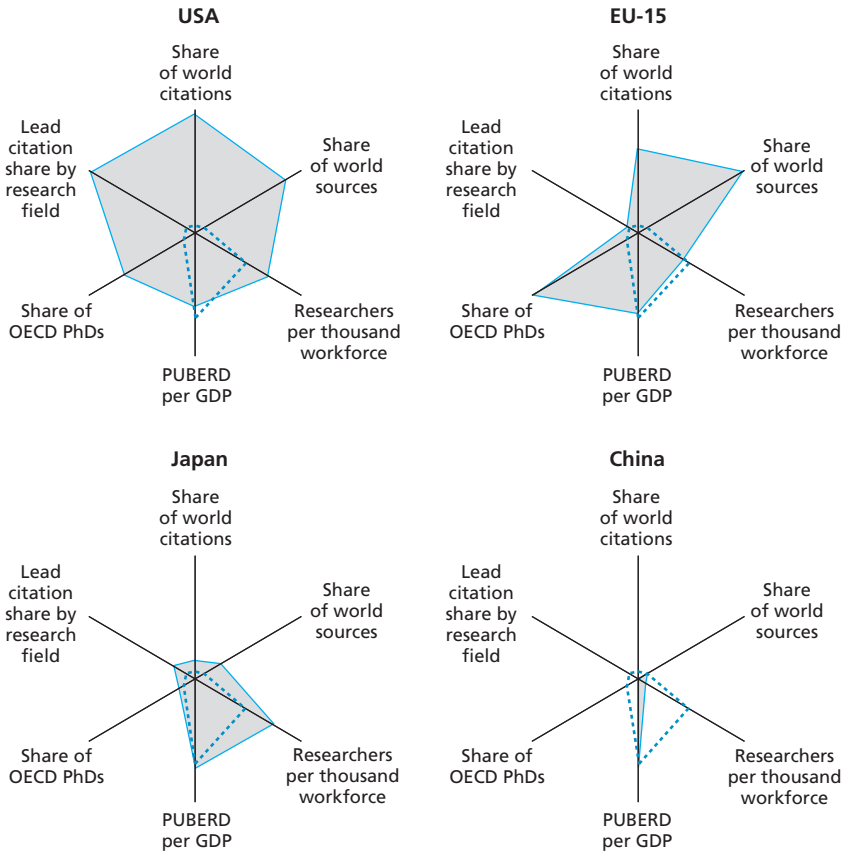 USA
Share
of world
citations
Lead
citation
share by
research
field
Share
of world
sources
Share of
OECD PhDs
Researchers
per thousand
workforce
PUBERD
per GDP
EU-15
Share
of world
citations
Lead
citation
share by
research
field
Share
of world
sources
Share of
OECD PhDs
Researchers
per thousand
workforce
PUBERD
per GDP
Japan
Share
of world
citations
Lead
citation
share by
research
field
Share
of world
sources
Share of
OECD PhDs
Researchers
per thousand
workforce
PUBERD
per GDP
China
Share
of world
citations
Lead
citation
share by
research
field
Share
of world
sources
Share of
OECD PhDs
Researchers
per thousand
workforce
PUBERD
per GDP